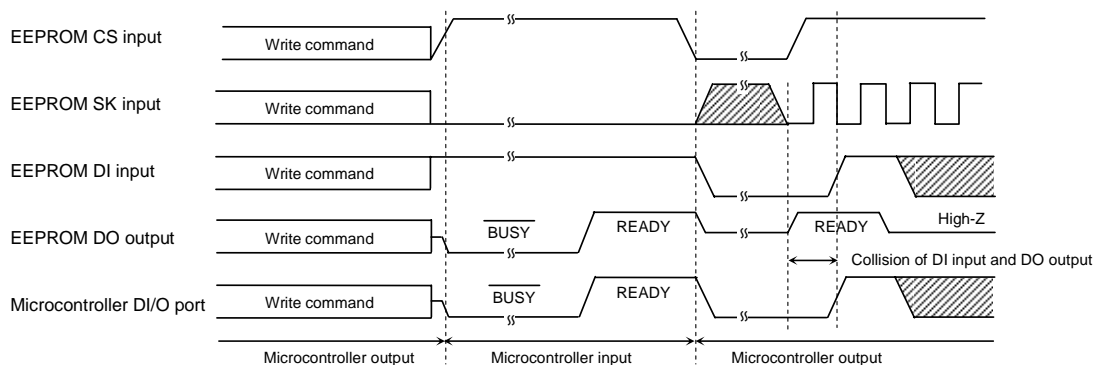 EEPROM CS input
Write command
EEPROM SK input
Write command
EEPROM DI input
Write command
EEPROM DO output
Write command
BUSY
READY
READY
High-Z
Collision of DI input and DO output
Microcontroller DI/O port
Write command
BUSY
READY
Microcontroller output
Microcontroller input
Microcontroller output